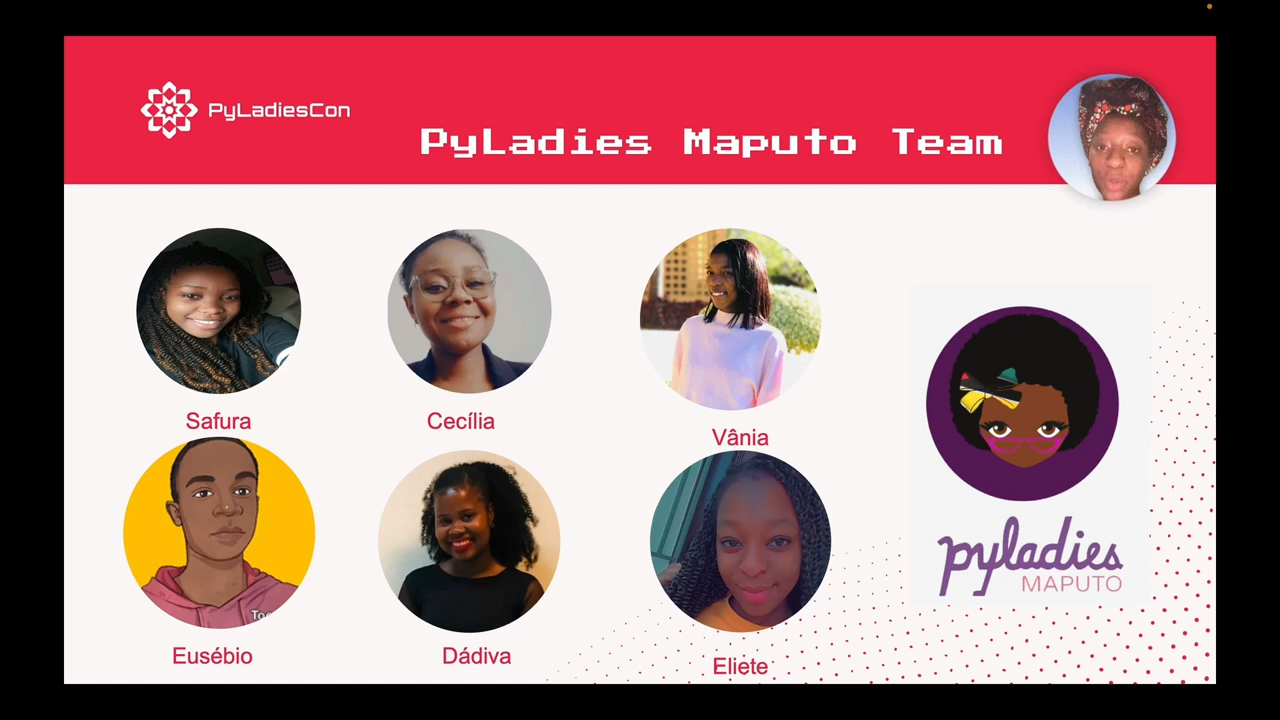 PyLadiesCon
PyLadies Maputo Team
Safura
Cecília
Vânia
Eusébio
Dádiva
Eliete
pyladies
MAPUTO